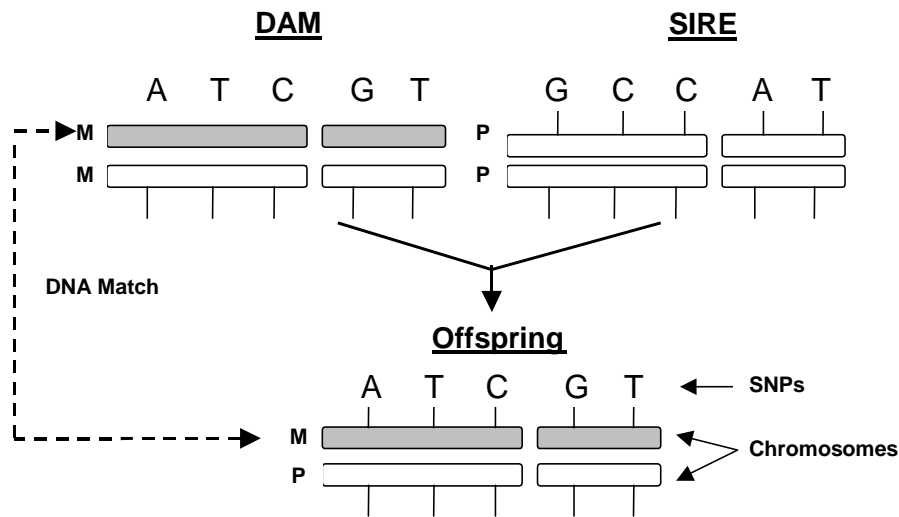 DAM SIRE
A T C G T G C C A T
M P
M P
DNA Match
Offspring
A T C G T SNPs
M
Chromosomes
P